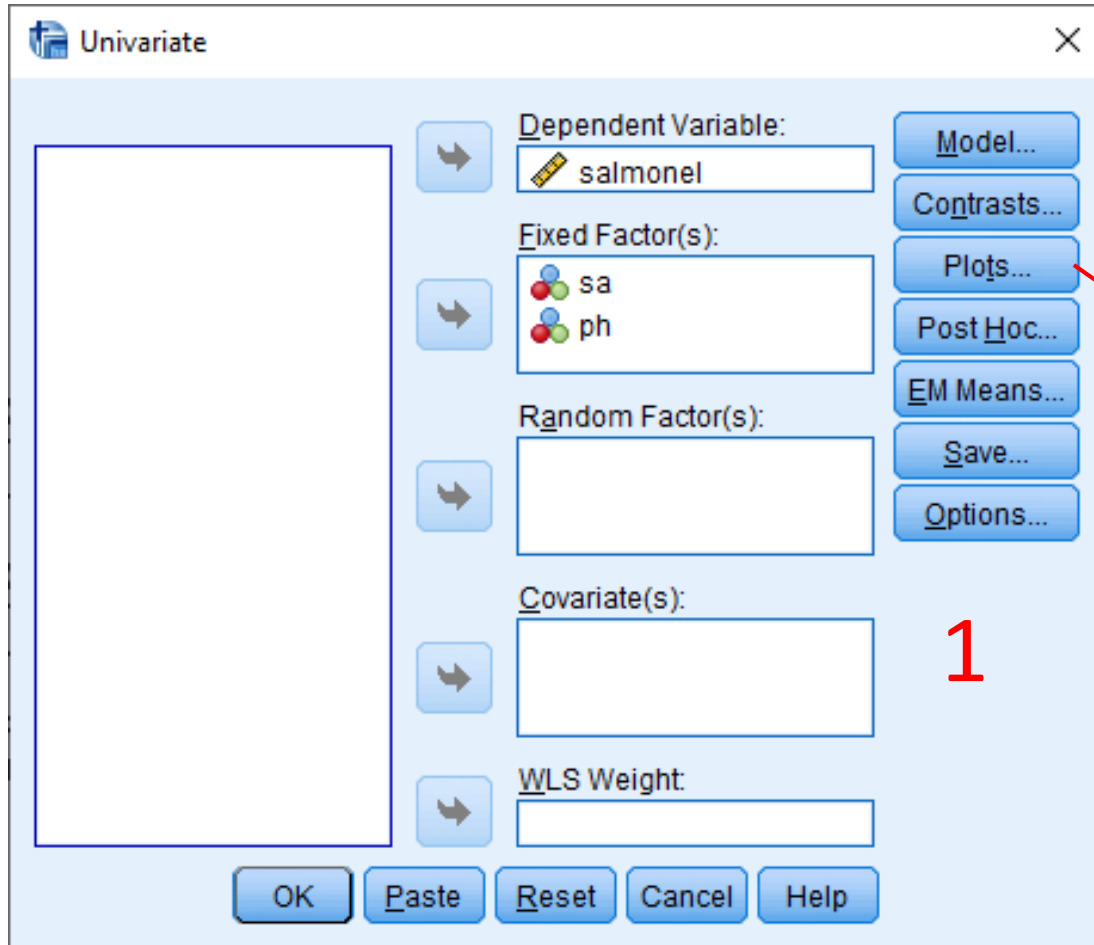 Univariate
Dependent Variable:
salmonel
Fixed Factor(s):
sa
ph
Random Factor(s):
Covariate(s):
WLS Weight:
Model...
Contrasts...
Plots...
Post Hoc...
EM Means...
Save...
Options...
1
OK Paste Reset Cancel Help